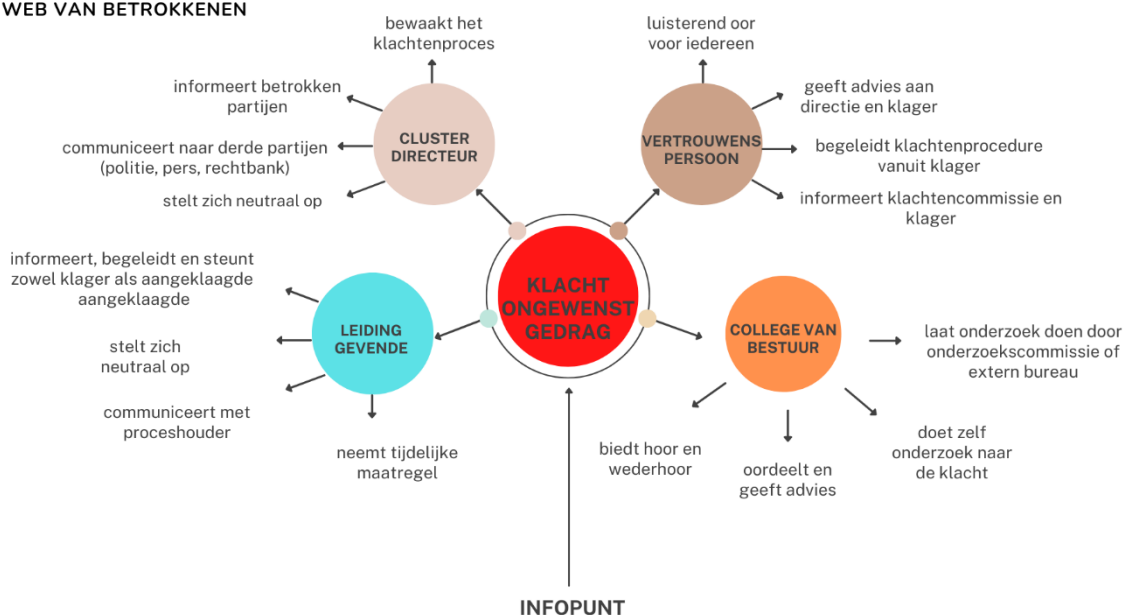 WEB VAN BETROKKENEN
bewaakt het
klachtenproces
informeert betrokken
partijen
communiceert naar derde partijen
(politie, pers, rechtbank)
stelt zich neutraal op
CLUSTER
DIRECTEUR
luisterend oor
voor iedereen
geeft advies aan
directie en klager
begeleidt klachtenprocedure
vanuit klager
informeert klachtencommissie en
klager
VERTROUWENS
PERSOON
KLACHT
ONGEWENST
GEDRAG
informeert, begeleidt en steunt
zowel klager als aangeklaagde
aangeklaagde
stelt zich
neutraal op
communiceert met
proceshouder
neemt tijdelijke
maatregel
LEIDING
GEVENDE
COLLEGE VAN
BESTUUR
laat onderzoek doen door
onderzoekscommissie of
extern bureau
doet zelf
onderzoek naar
de klacht
oordeelt en
geeft advies
biedt hoor en
wederhoor
INFOPUNT